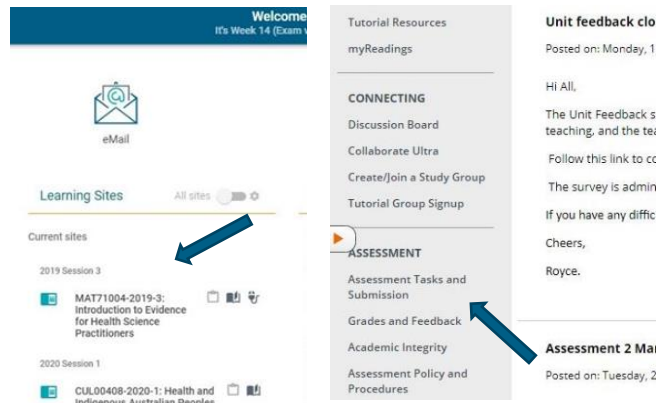 Welcome
It's Week 14 (Exam
eMail
Learning Sites
All sites
Current sites
2019 Session 3
MAT71004-2019-3:
Introduction to Evidence
for Health Science
Practitioners
2020 Session 1
CUL00408-2020-1: Health and
Indigenous Australian Peoples
Tutorial Resources
myReadings
CONNECTING
Discussion Board
Collaborate Ultra
Create/Join a Study Group
Tutorial Group Signup
ASSESSMENT
Assessment Tasks and
Submission
Grades and Feedback
Academic Integrity
Assessment Policy and
Procedures
Unit feedback clo
Posted on: Monday, 1
Hi All,
The Unit Feedback s
teaching, and the tea
Follow this link to co
The survey is admin
If you have any diffic
Cheers,
Royce.
Assessment 2 Mar
Posted on: Tuesday, 2